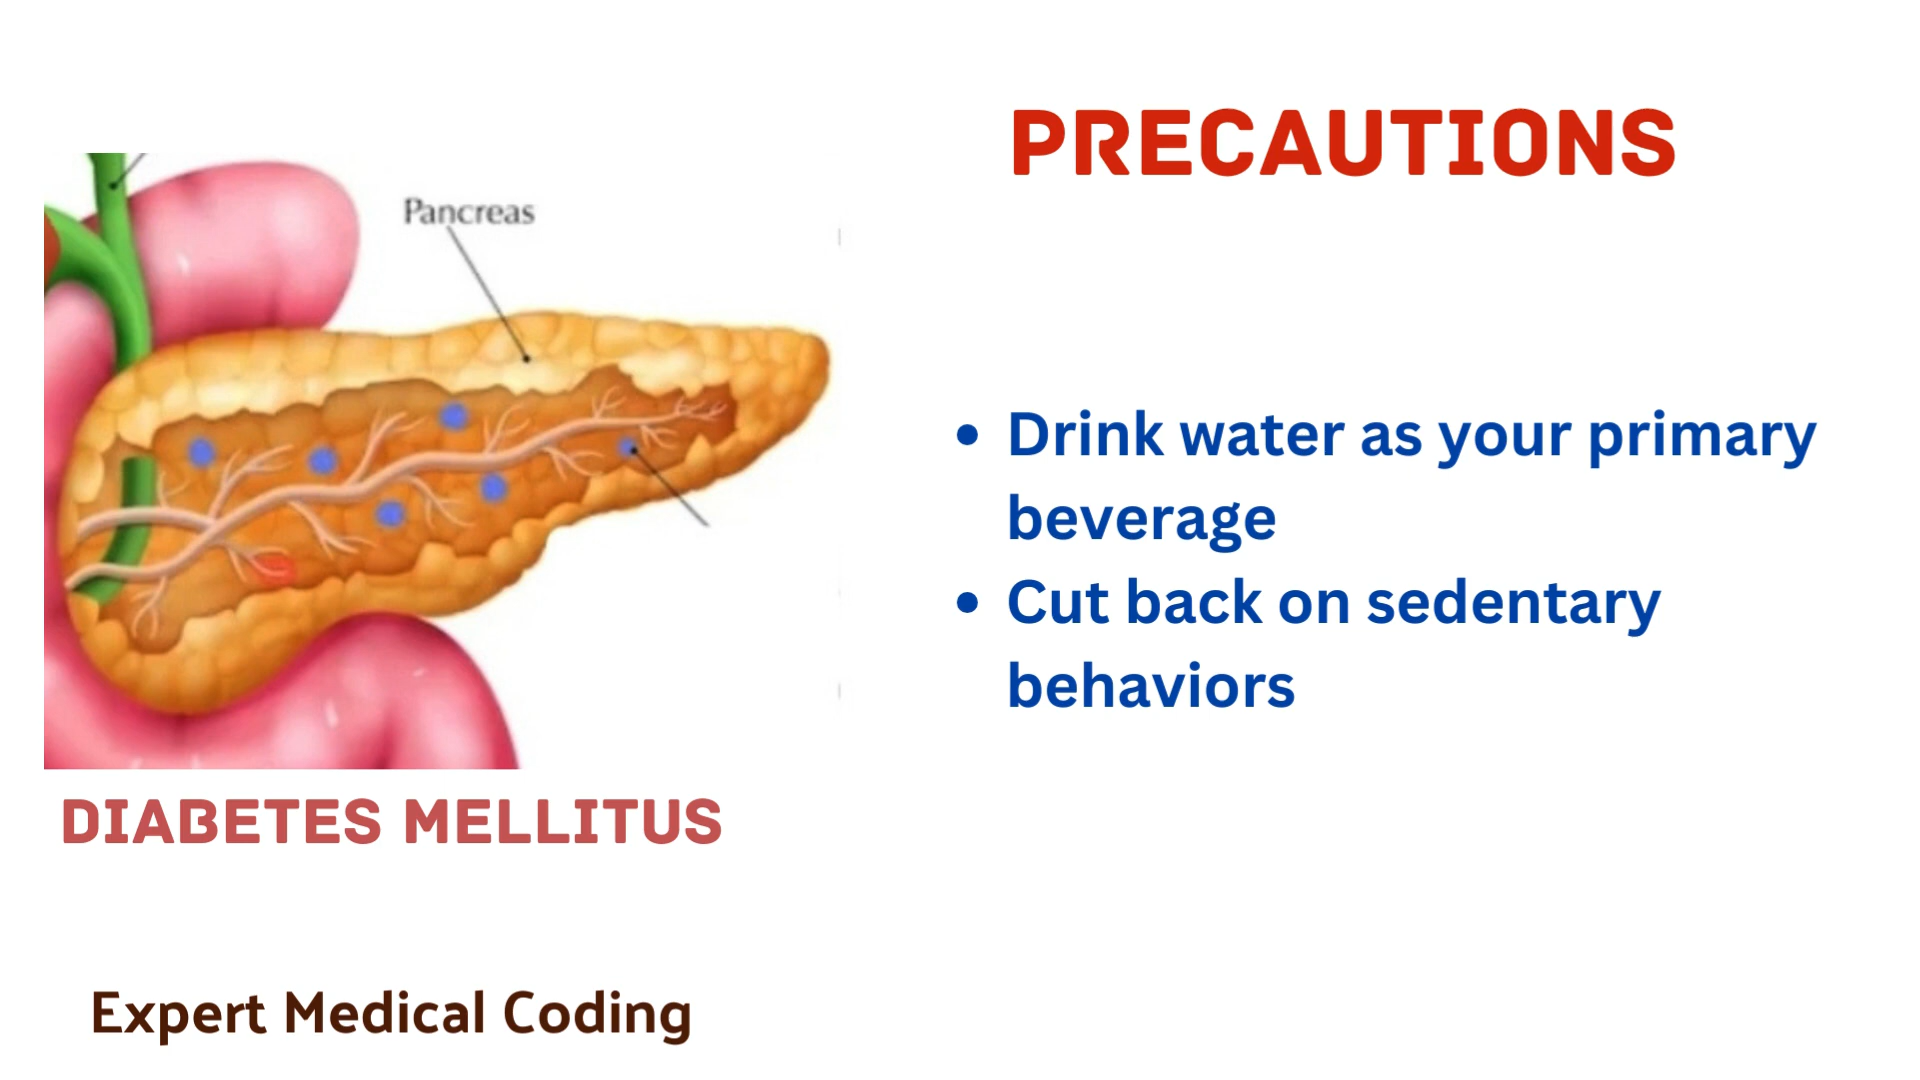 PRECAUTIONS
Pancreas
• Drink water as your primary
beverage
• Cut back on sedentary
behaviors
DIABETES MELLITUS
Expert Medical Coding